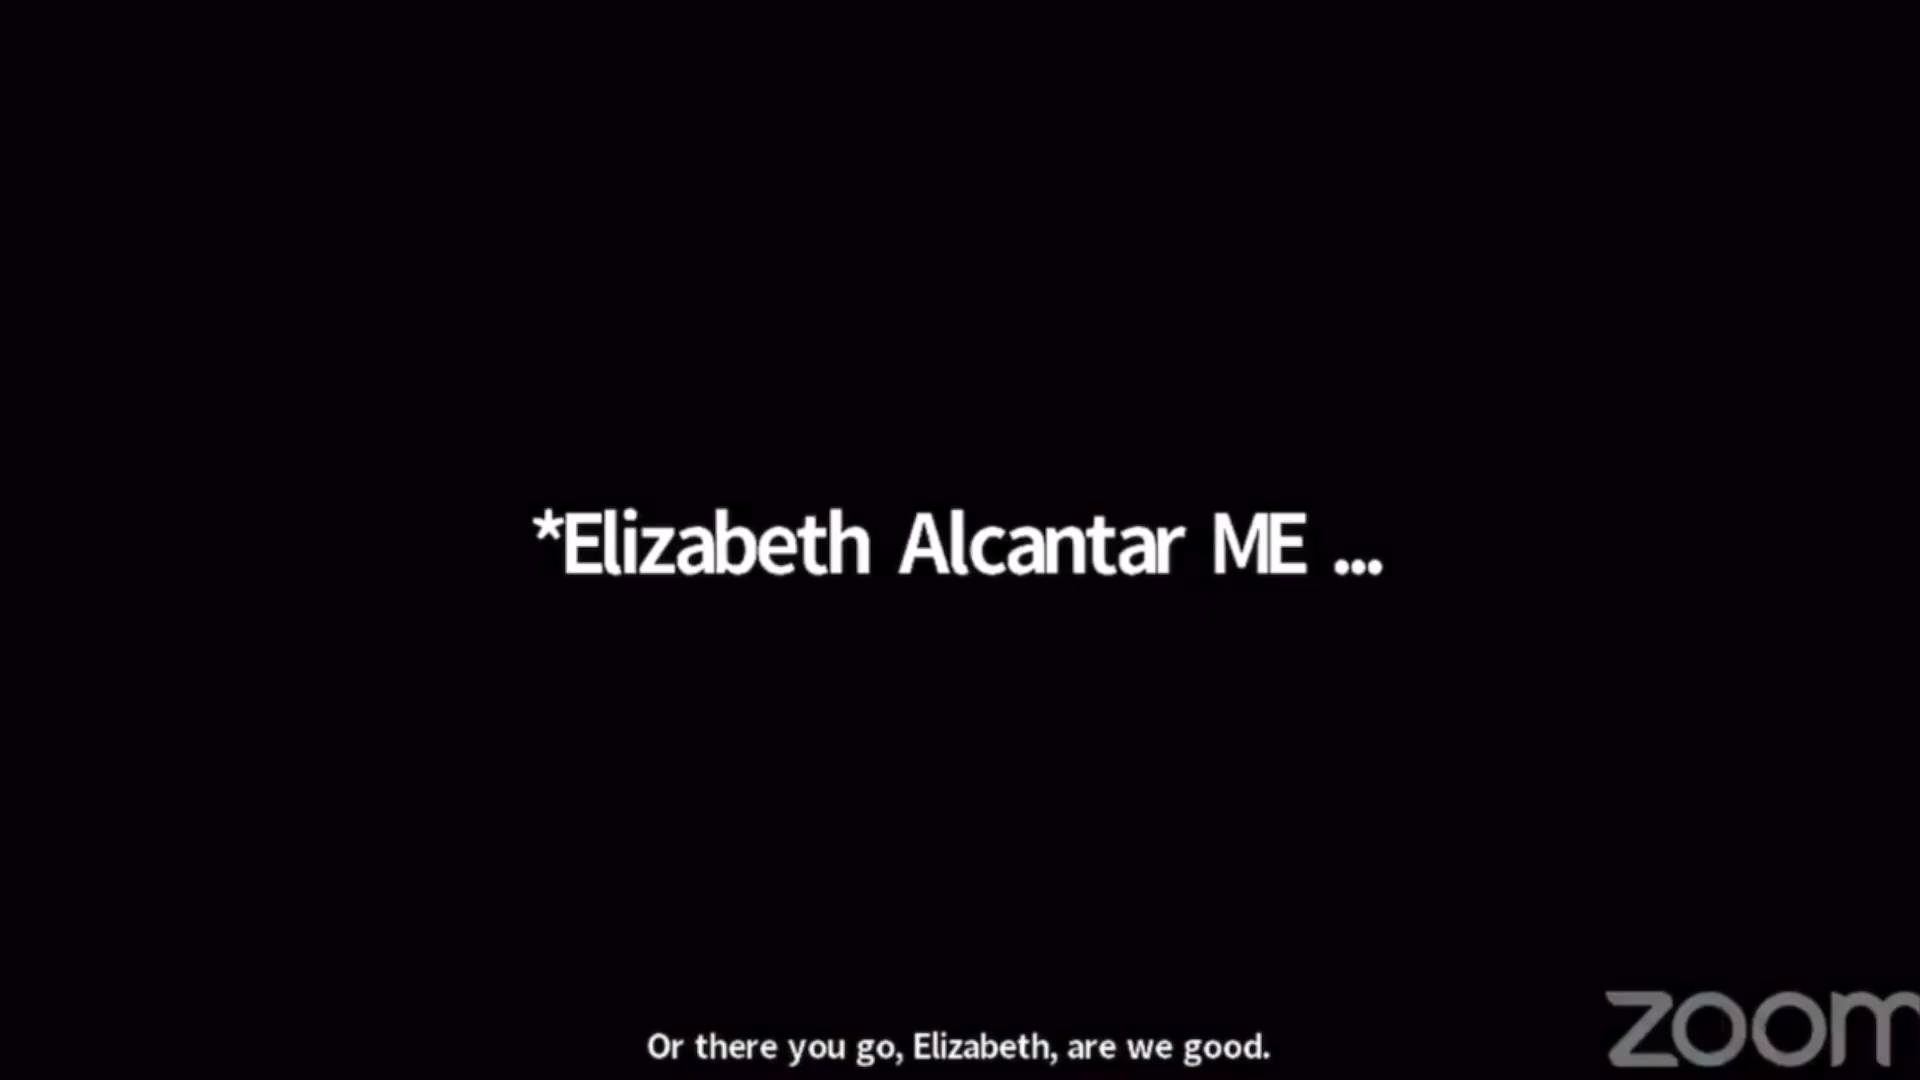 *Elizabeth Alcantar ME ...
Or there you go, Elizabeth, are we good.
zoom